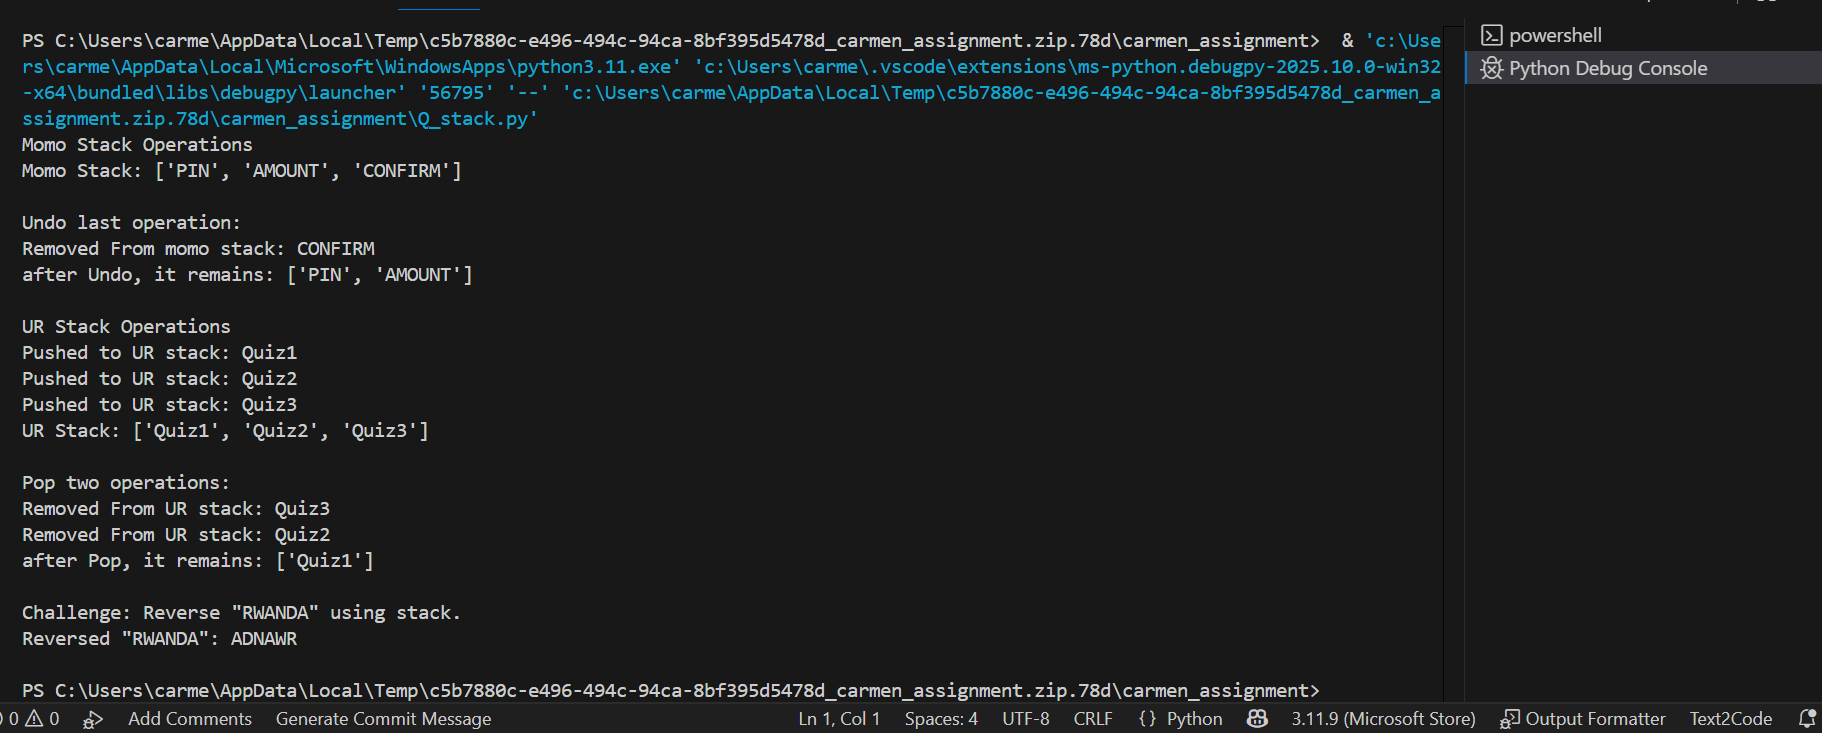 PS C:\Users\carme\AppData\Local\Temp\c5b7880c-e496-494c-94ca-8bf395d5478d_carmen_assignment.zip.78d\carmen_assignment>  & 'c:\Use
rs\carme\AppData\Local\Microsoft\WindowsApps\python3.11.exe' 'c:\Users\carme\.vscode\extensions\ms-python.debugpy-2025.10.0-win32
-x64\bundled\libs\debugpy\launcher' '56795' '--' 'c:\Users\carme\AppData\Local\Temp\c5b7880c-e496-494c-94ca-8bf395d5478d_carmen_a
ssignment.zip.78d\carmen_assignment\Q_stack.py'
Momo Stack Operations
Momo Stack: ['PIN', 'AMOUNT', 'CONFIRM']
Undo last operation:
Removed From momo stack: CONFIRM
after Undo, it remains: ['PIN', 'AMOUNT']
UR Stack Operations
Pushed to UR stack: Quiz1
Pushed to UR stack: Quiz2
Pushed to UR stack: Quiz3
UR Stack: ['Quiz1', 'Quiz2', 'Quiz3']
Pop two operations:
Removed From UR stack: Quiz3
Removed From UR stack: Quiz2
after Pop, it remains: ['Quiz1']
Challenge: Reverse "RWANDA" using stack.
Reversed "RWANDA": ADNAWR
PS C:\Users\carme\AppData\Local\Temp\c5b7880c-e496-494c-94ca-8bf395d5478d_carmen_assignment.zip.78d\carmen_assignment>
powershell
Python Debug Console
0 0 Add Comments Generate Commit Message Ln 1, Col 1 Spaces: 4 UTF-8 CRLF {} Python 3.11.9 (Microsoft Store) Output Formatter Text2Code